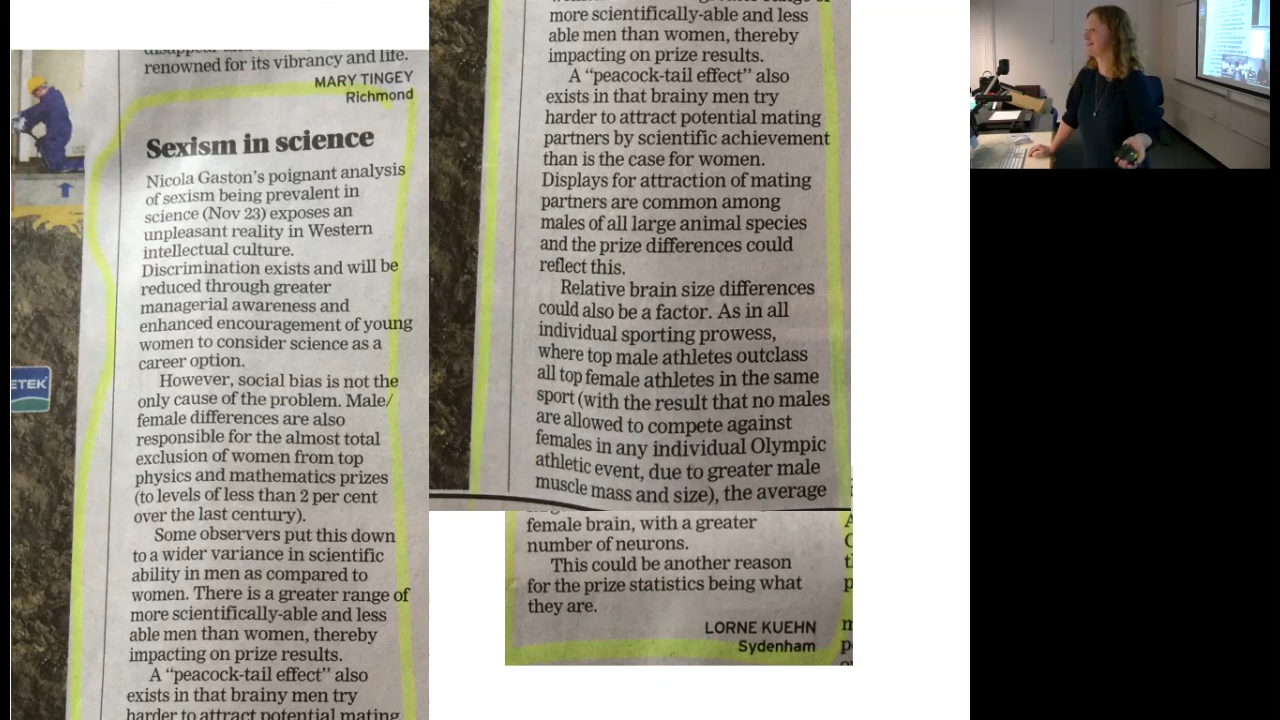 renowned for its vibrancy and life.
MARY TINGEY
Richmond
Sexism in science
Nicola Gaston's poignant analysis
of sexism being prevalent in
science (Nov 23) exposes an
unpleasant reality in Western
intellectual culture.
Discrimination exists and will be
reduced through greater
managerial awareness and
enhanced encouragement of young
women to consider science as a
career option.
However, social bias is not the
only cause of the problem. Male/
female differences are also
responsible for the almost total
exclusion of women from top
physics and mathematics prizes
(to levels of less than 2 per cent
over the last century).
Some observers put this down
to a wider variance in scientific
ability in men as compared to
women. There is a greater range of
more scientifically-able and less
able men than women, thereby
impacting on prize results.
A “peacock-tail effect” also
exists in that brainy men try
harder to attract potential mating
ETEK
more scientifically-able and less
able men than women, thereby
impacting on prize results.
A “peacock-tail effect” also
exists in that brainy men try
harder to attract potential mating
partners by scientific achievement
than is the case for women.
Displays for attraction of mating
partners are common among
males of all large animal species
and the prize differences could
reflect this.
Relative brain size differences
could also be a factor. As in all
individual sporting prowess,
where top male athletes outclass
all top female athletes in the same
sport (with the result that no males
are allowed to compete against
females in any individual Olympic
athletic event, due to greater male
muscle mass and size), the average
female brain, with a greater
number of neurons.
This could be another reason
for the prize statistics being what
they are.
LORNE KUEHN
Sydenham